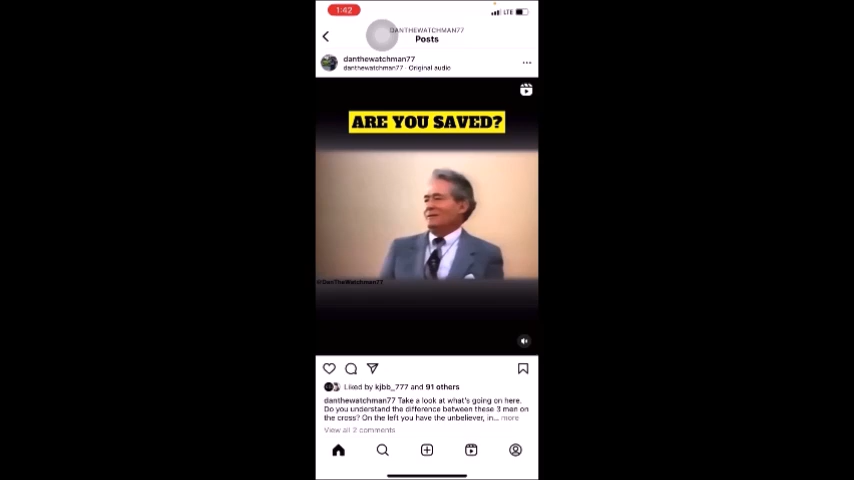 1:42
LTE
DANTHEWATCHMAN77
Posts
danthewatchman77
danthewatchman77 · Original audio
ARE YOU SAVED?
@DanTheWatchman77
Liked by kjbb_777 and 91 others
danthewatchman77 Take a look at what's going on here.
Do you understand the difference between these 3 men on
the cross? On the left you have the unbeliever, in... more
View all 2 comments